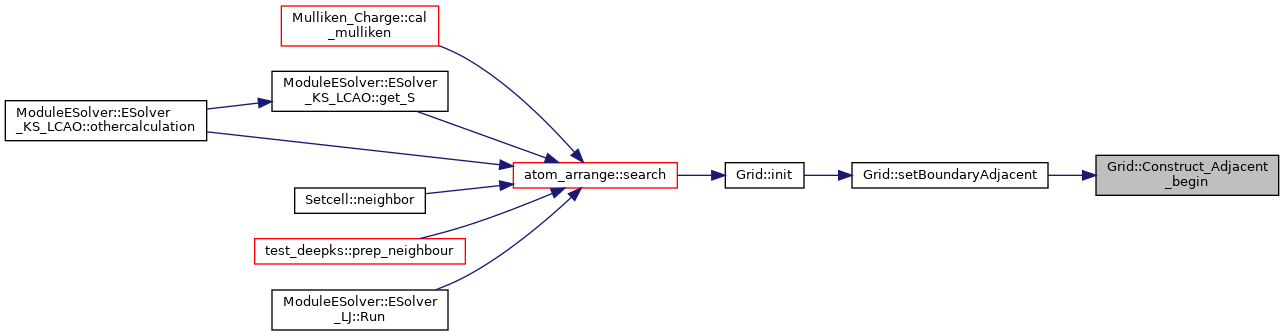 Mulliken_Charge::cal
_mulliken
ModuleESolver::ESolver
_KS_LCAO::get_S
ModuleESolver::ESolver
_KS_LCAO::othercalculation
Setcell::neighbor
test_deepks::prep_neighbour
ModuleESolver::ESolver
_LJ::Run
atom_arrange::search
Grid::init
Grid::setBoundaryAdjacent
Grid::Construct_Adjacent
_begin